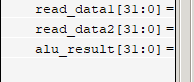 read_data1[31:0] =
read_data2[31:0] =
alu_result[31:0] =